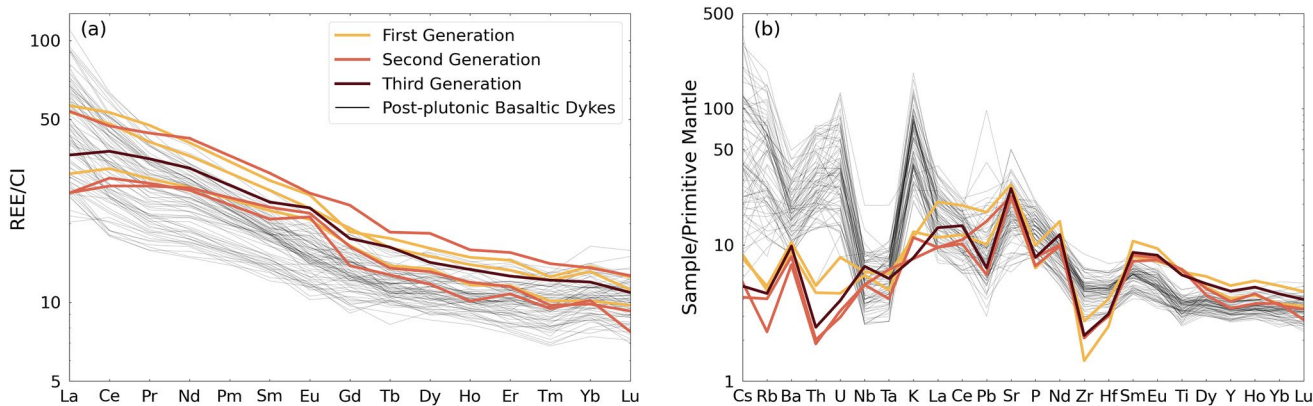 (a)
100
50
10
5
REE/CI
First Generation
Second Generation
Third Generation
Post-plutonic Basaltic Dykes
La Ce Pr Nd Pm Sm Eu Gd Tb Dy Ho Er Tm Yb Lu
(b)
500
100
50
10
5
1
Sample/Primitive Mantle
Cs Rb Ba Th U Nb Ta K La Ce Pb Sr P Nd Zr Hf Sm Eu Ti Dy Y Ho Yb Lu